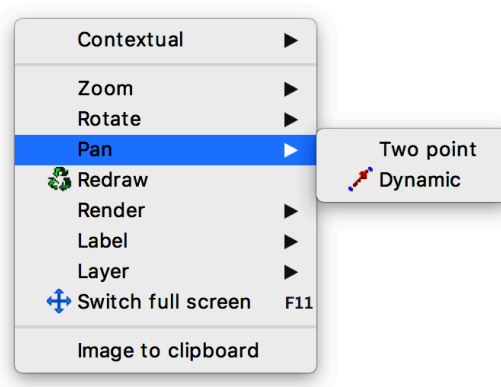 Contextual
Zoom
Rotate
Pan
Two point
Redraw
Dynamic
Render
Label
Layer
Switch full screen F11
Image to clipboard